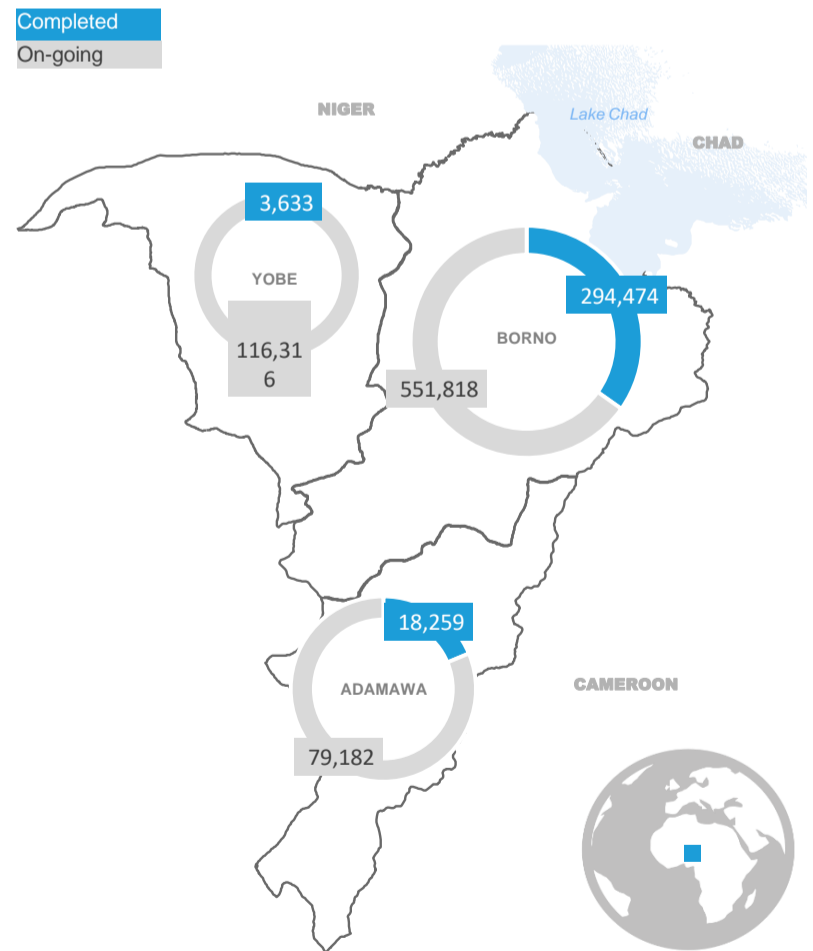 Completed
On-going
NIGER
Lake Chad
CHAD
3,633
YOBE
116,31
6
294,474
BORNO
551,818
18,259
ADAMAWA
79,182
CAMEROON